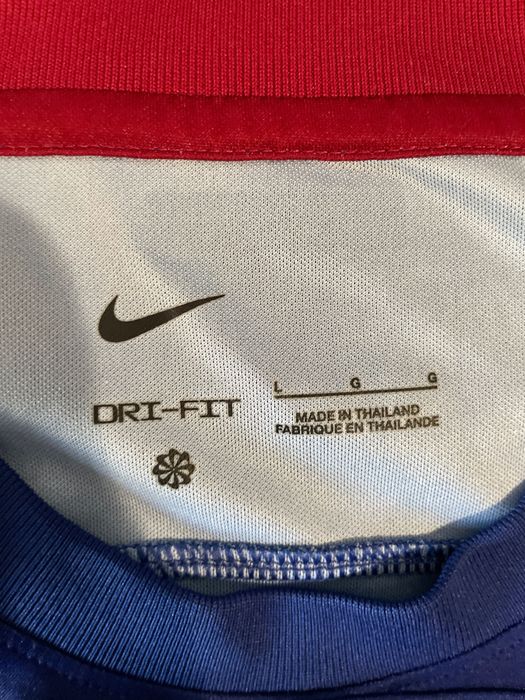 DRI-FIT
L G G
MADE IN THAILAND
FABRIQUE EN THAILANDE